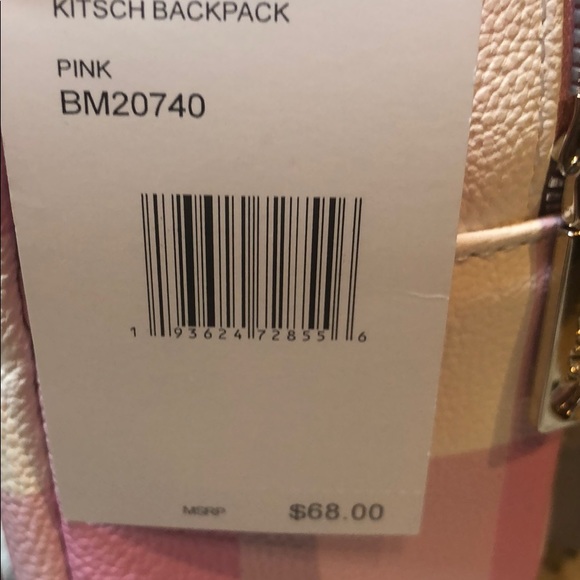 KITSCH BACKPACK
PINK
BM20740
1 93624 72855 6
MSRP $68.00